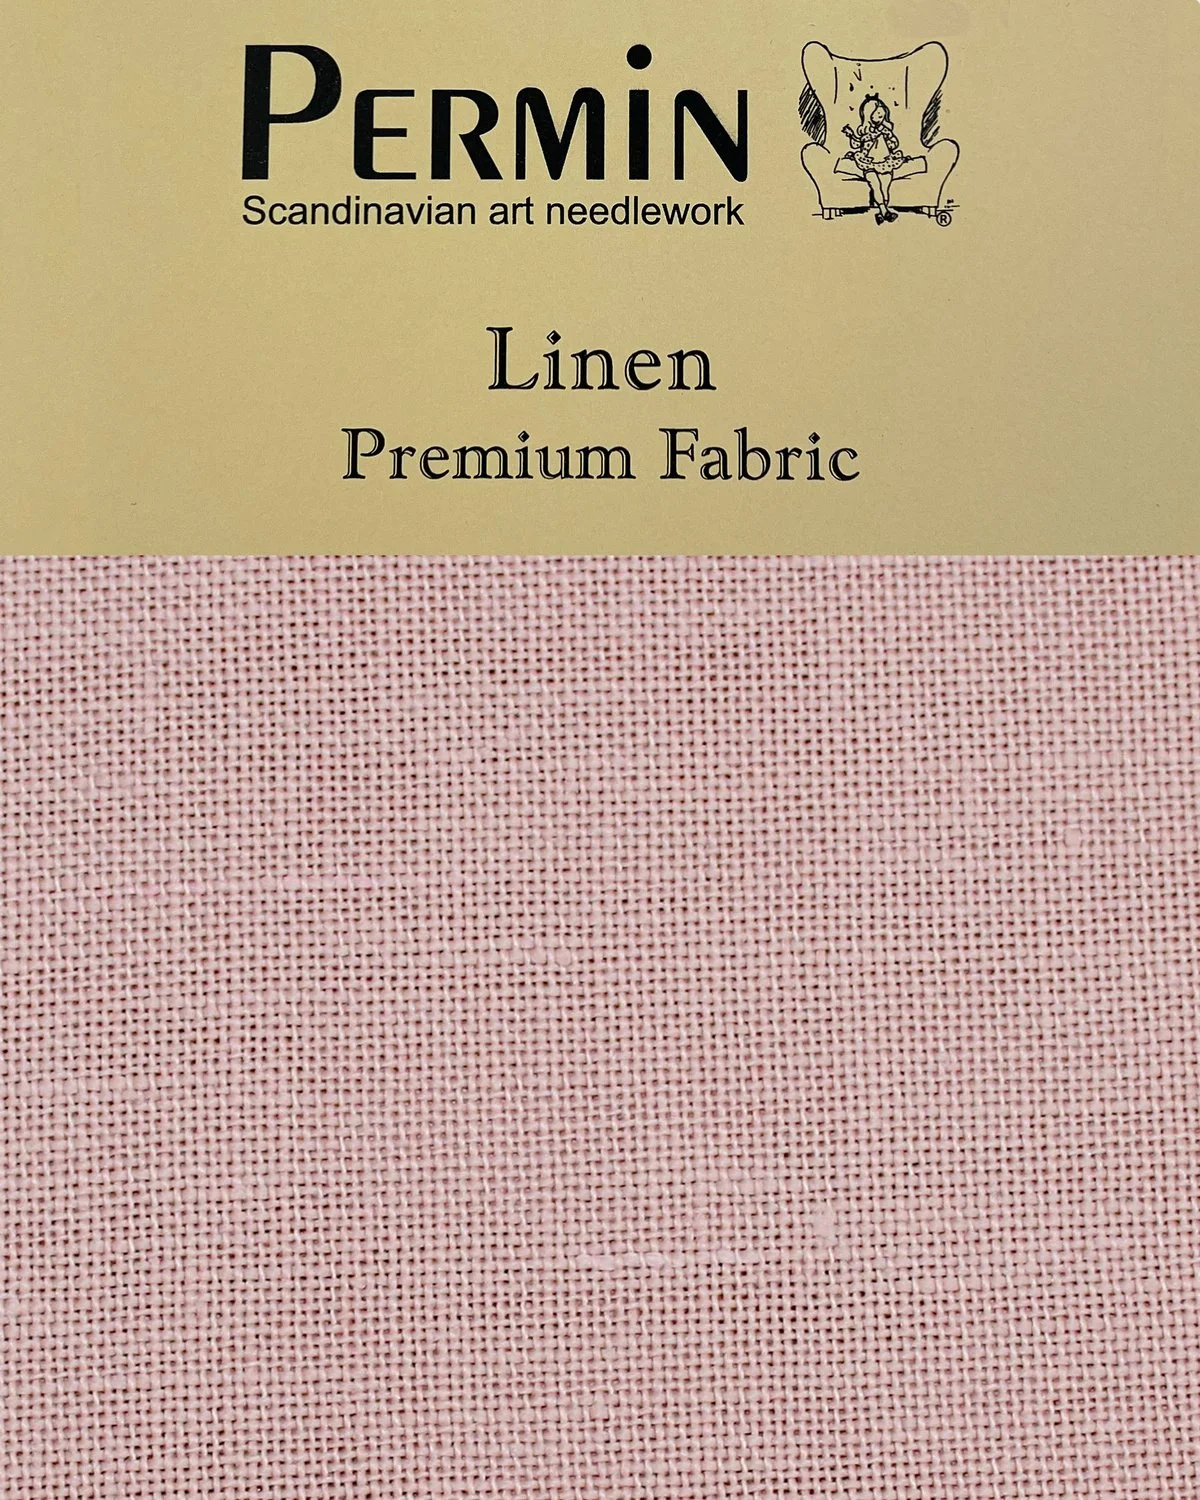 PERMIN
Scandinavian art needlework
®
Linen
Premium Fabric